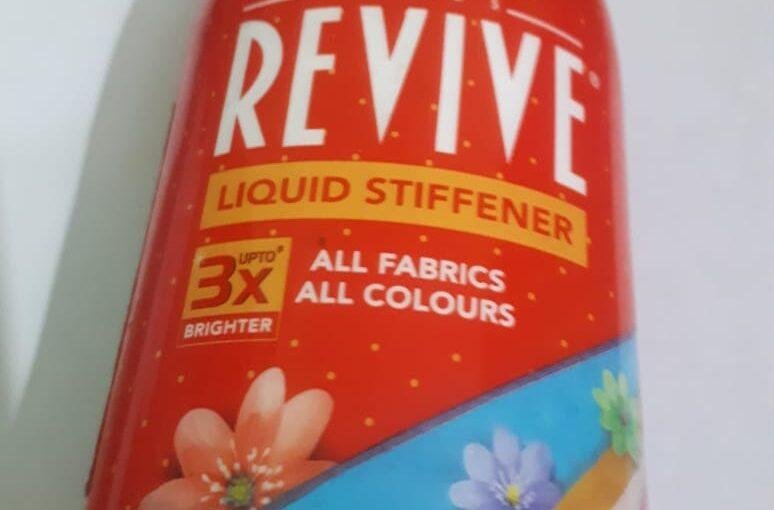 REVIVE
LIQUID STIFFENER
UPTO*
3X
BRIGHTER
ALL FABRICS
ALL COLOURS